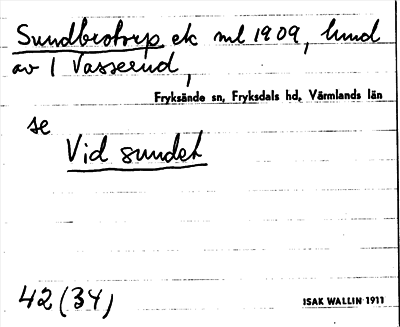 Sundbrotorp ek ml 1909, lund
av 1 Vasserud,
Fryksände sn, Fryksdals hd, Värmlands län
se
Vid sundet
42 (34)
ISAK WALLIN 1911